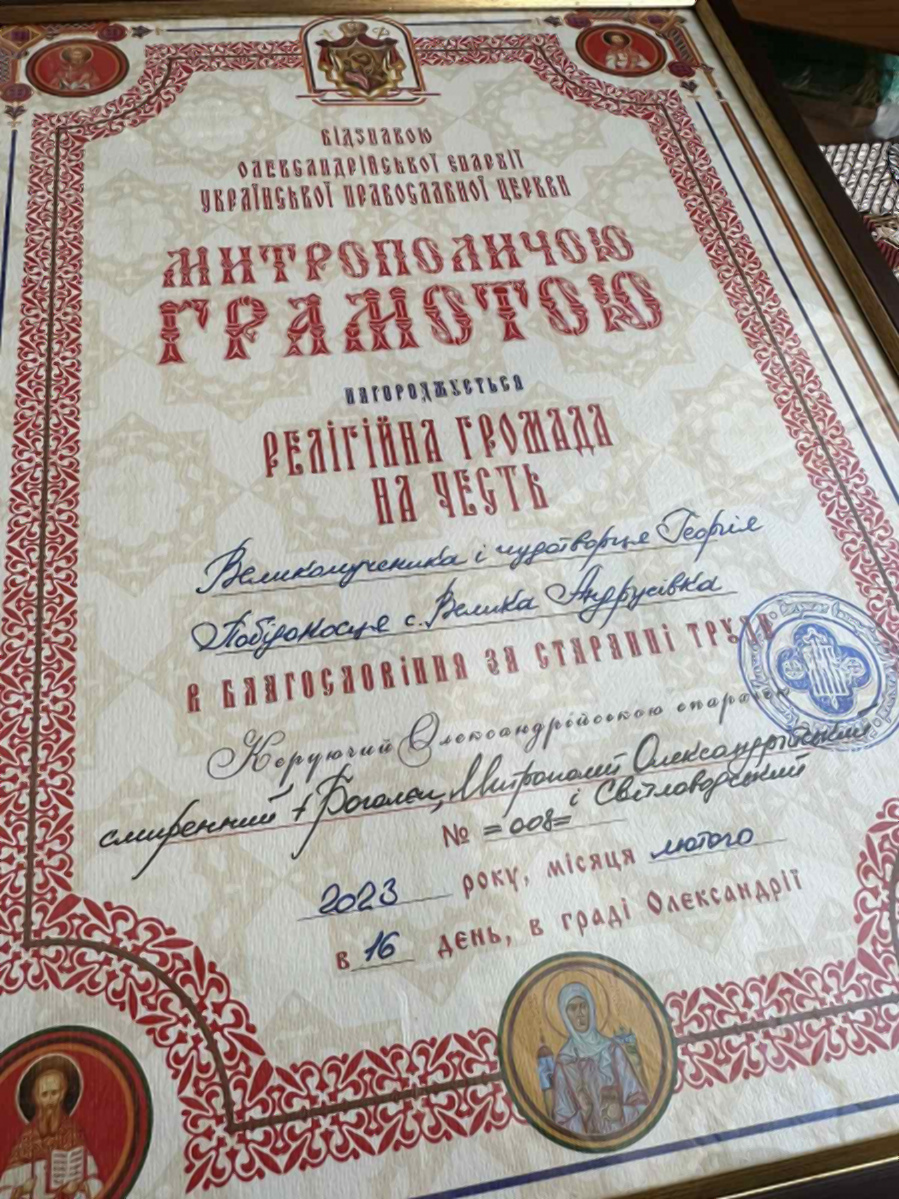 Відзнакою
Олександрійської єпархії
Української Православної Церкви
Митрополичою
Грамотою
нагороджується
Релігійна громада
на честь
Великомученика і чудотворця Георгія
Побідоносця с. Велика Андрусівка
в благословіння за старанні труди
Керуючий Олександрійською єпархією
смиренний + Боголеп, Митрополит Олександрійський
і Світловодський
№ =008=
2023 року, місяця лютого
в 16 день, в граді Олександрії